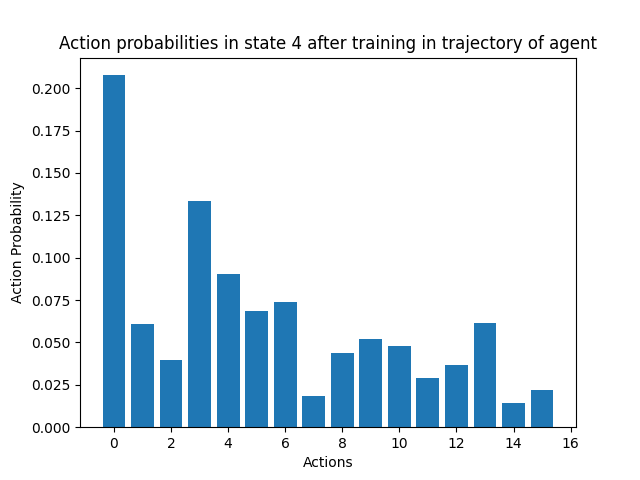 Action probabilities in state 4 after training in trajectory of agent
0.200
0.175
0.150
0.125
0.100
0.075
0.050
0.025
0.000
Action Probability
0 2 4 6 8 10 12 14 16
Actions